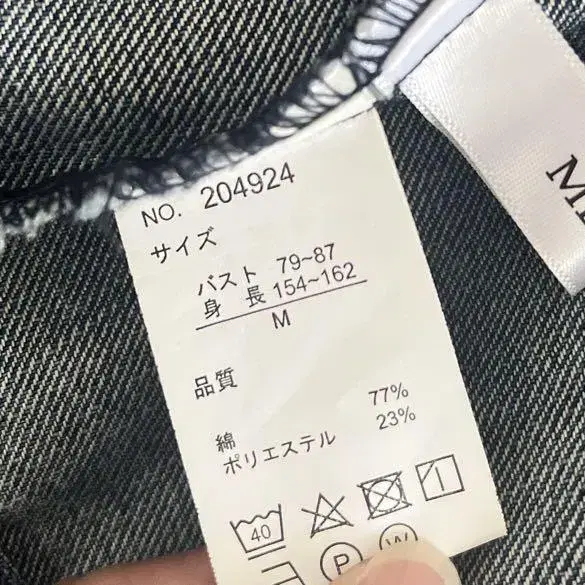 NO. 204924
サイズ
バスト 79~87
身 長 154~162
M
品質
綿 77%
ポリエステル 23%
40
P
W